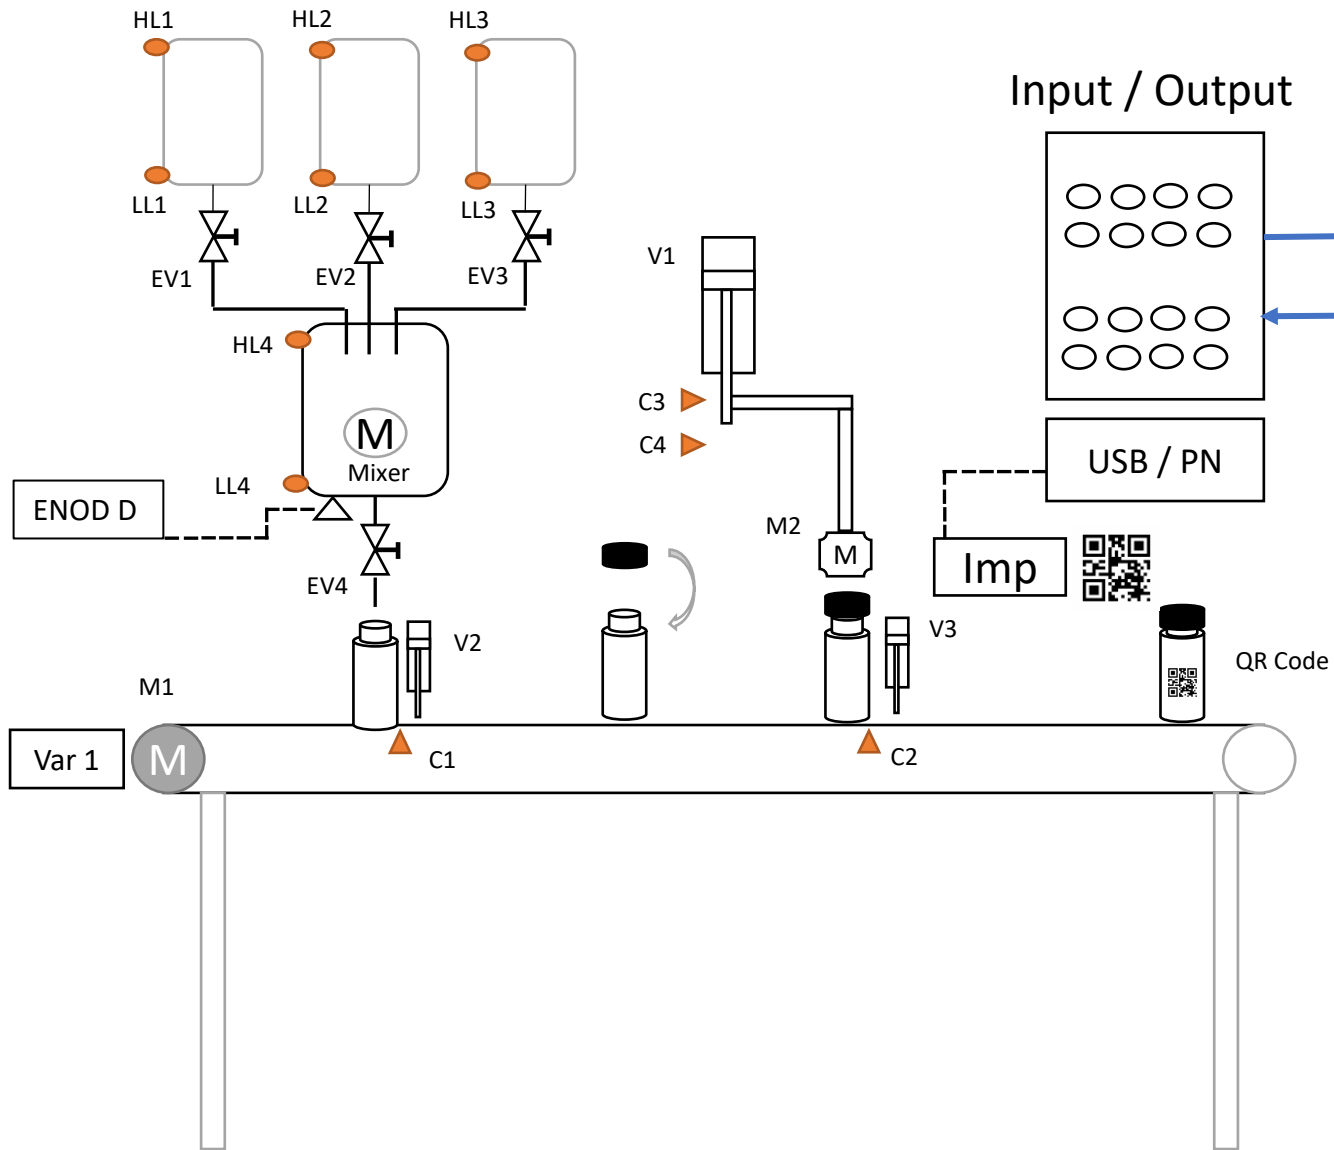 HL1
HL2
HL3
Input / Output
LL1
LL2
LL3
EV1
EV2
EV3
V1
HL4
C3
M
Mixer
C4
LL4
USB / PN
ENOD D
M2
M
Imp
EV4
V2
V3
QR Code
M1
Var 1
M
C1
C2